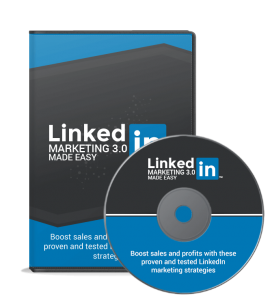 Linked in
MARKETING 3.0
MADE EASY
Boost sales and
proven and tested
strateg
Linked in
MARKETING 3.0
MADE EASY
Boost sales and profits with these
proven and tested LinkedIn
marketing strategies